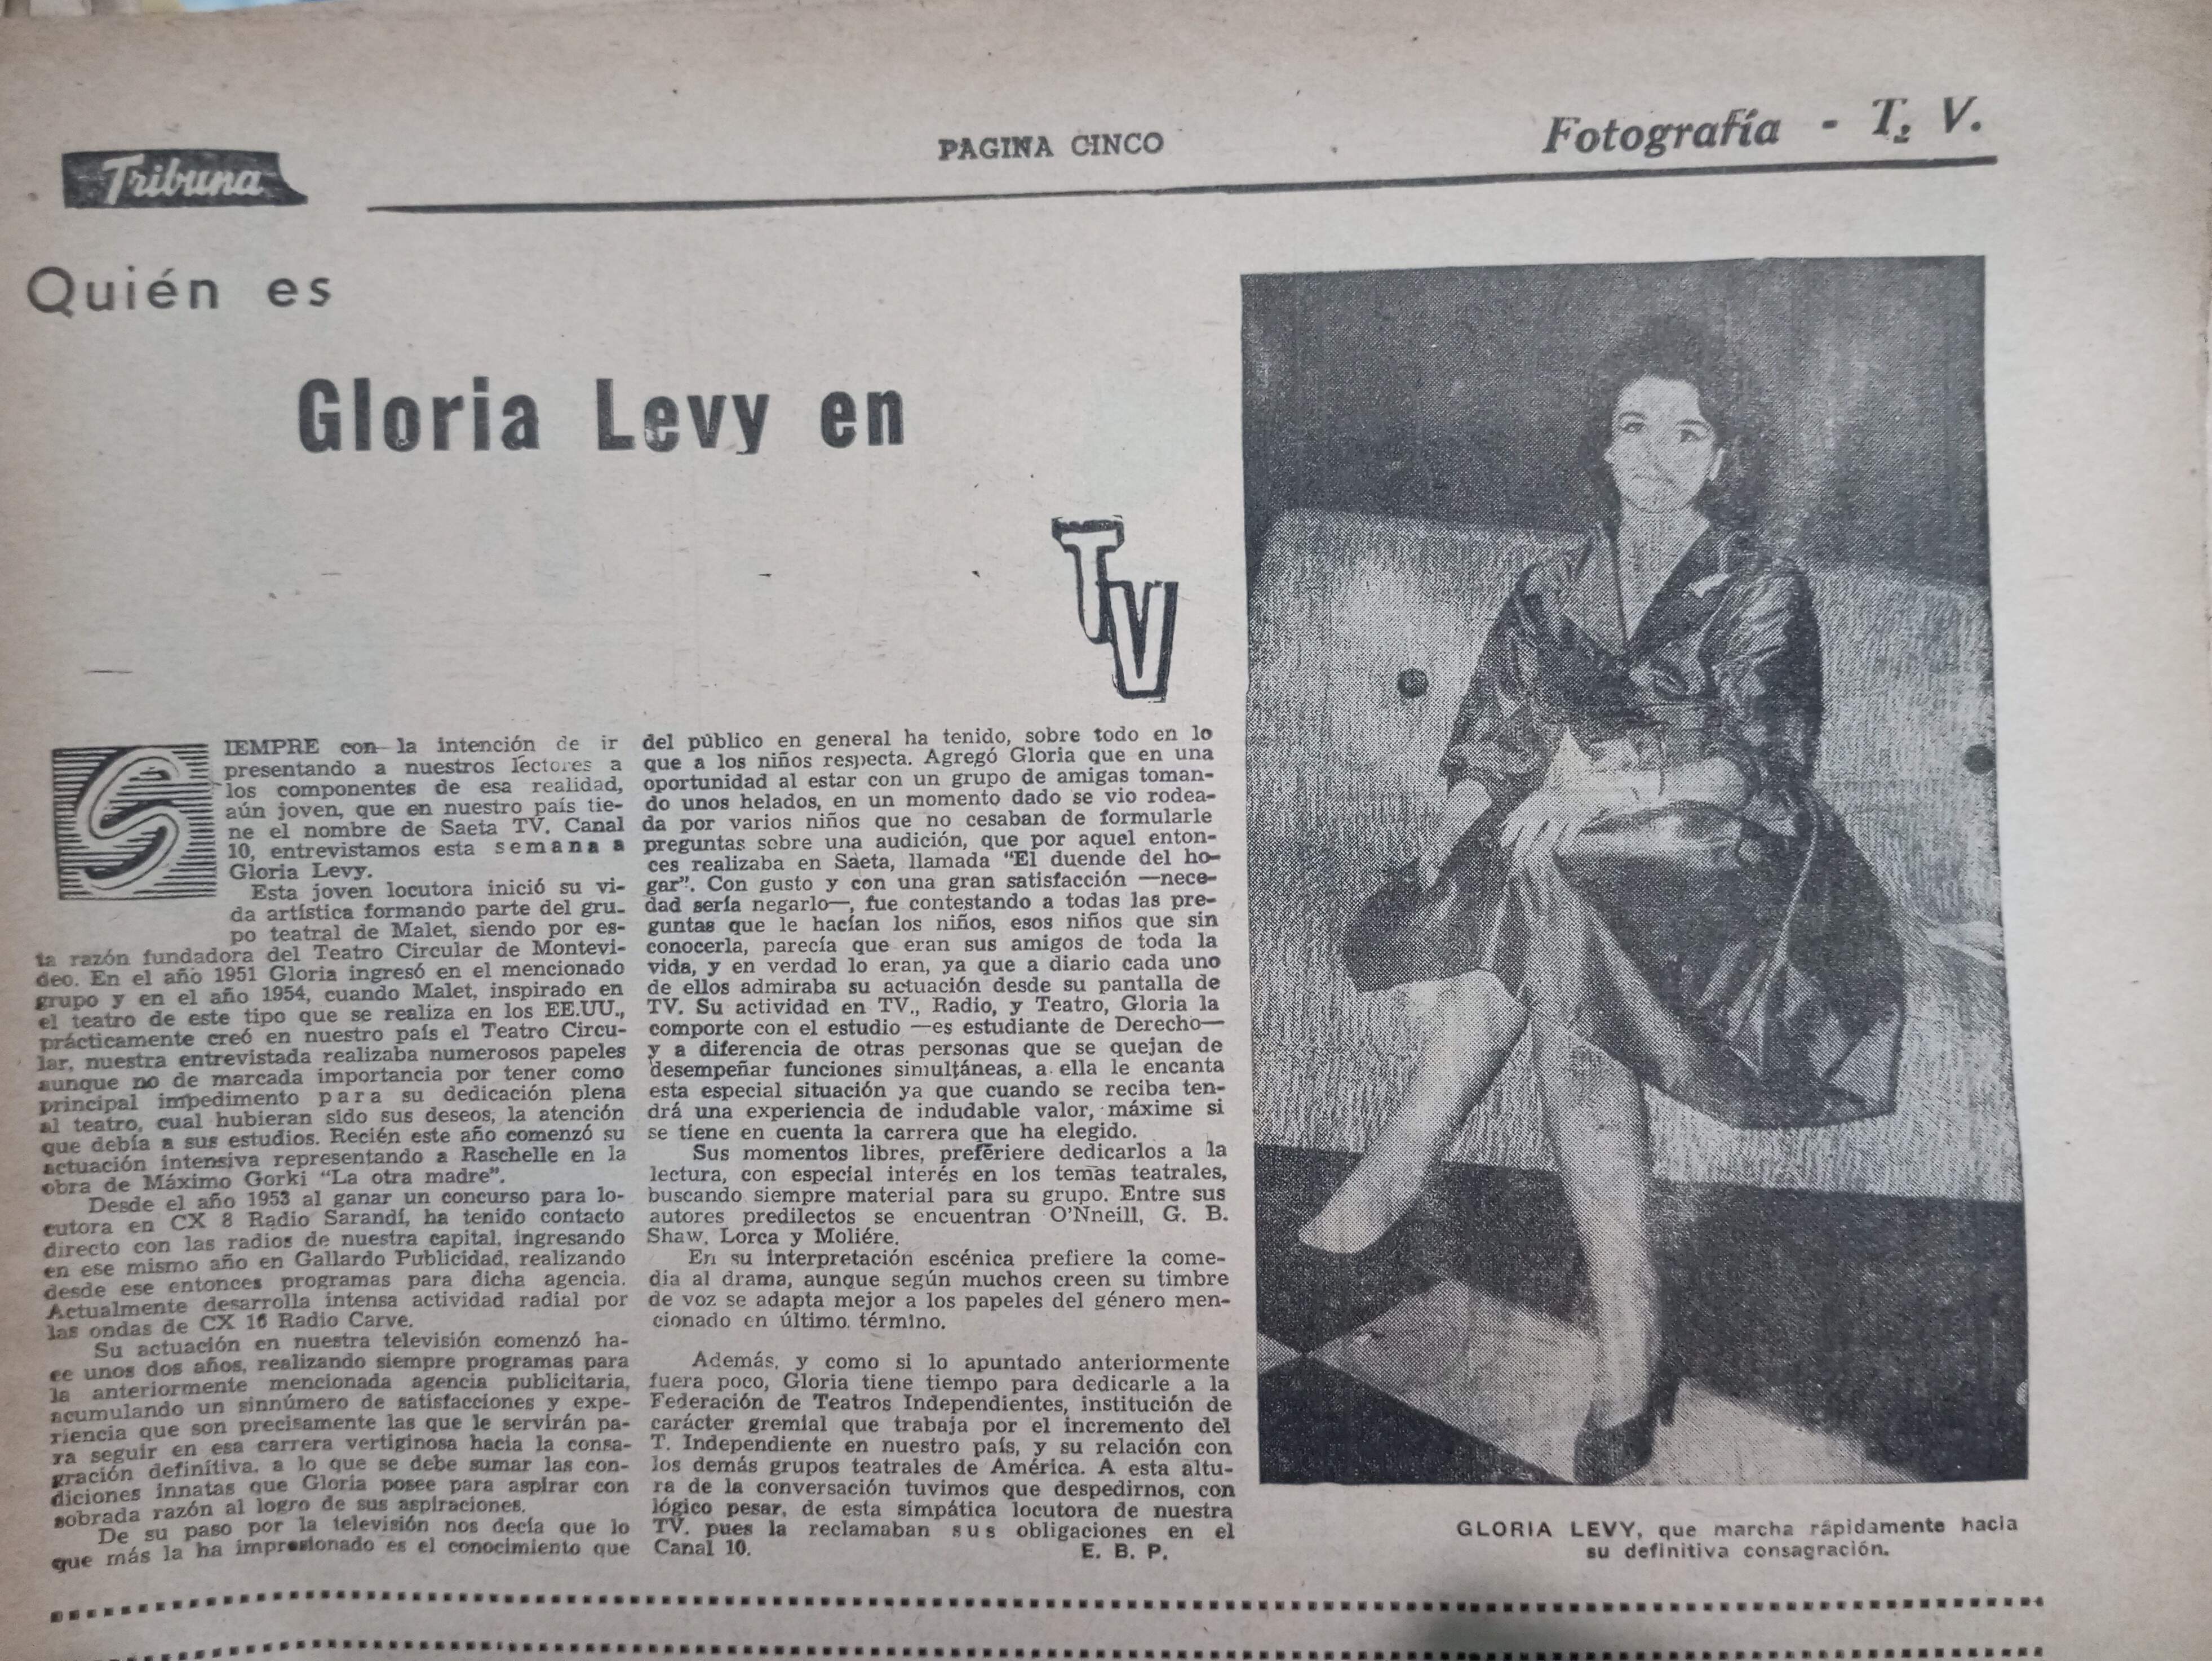 Tribuna
PAGINA CINCO
Fotografía - T. V.
Quién es
Gloria Levy en
TV
SIEMPRE con la intención de ir
presentando a nuestros lectores a
los componentes de esa realidad,
aún joven, que en nuestro país tie-
ne el nombre de Saeta TV. Canal
10, entrevistamos esta semana a
Gloria Levy.
Esta joven locutora inició su vi-
da artística formando parte del gru-
po teatral de Malet, siendo por es-
ta razón fundadora del Teatro Circular de Montevi-
deo. En el año 1951 Gloria ingresó en el mencionado
grupo y en el año 1954, cuando Malet, inspirado en
el teatro de este tipo que se realiza en los EE.UU.,
prácticamente creó en nuestro país el Teatro Circu-
lar, nuestra entrevistada realizaba numerosos papeles
aunque no de marcada importancia por tener como
principal impedimento para su dedicación plena
al teatro, cual hubieran sido sus deseos, la atención
que debía a sus estudios. Recién este año comenzó su
actuación intensiva representando a Raschelle en la
obra de Máximo Gorki "La otra madre".
Desde el año 1953 al ganar un concurso para lo-
cutora en CX 8 Radio Sarandí, ha tenido contacto
directo con las radios de nuestra capital, ingresando
en ese mismo año en Gallardo Publicidad, realizando
desde ese entonces programas para dicha agencia.
Actualmente desarrolla intensa actividad radial por
las ondas de CX 16 Radio Carve.
Su actuación en nuestra televisión comenzó ha-
ce unos dos años, realizando siempre programas para
la anteriormente mencionada agencia publicitaria,
acumulando un sinnúmero de satisfacciones y expe-
riencia que son precisamente las que le servirán pa-
ra seguir en esa carrera vertiginosa hacia la consa-
gración definitiva, a lo que se debe sumar las con-
diciones innatas que Gloria posee para aspirar con
sobrada razón al logro de sus aspiraciones.
De su paso por la televisión nos decía que lo
que más la ha impresionado es el conocimiento que
del público en general ha tenido, sobre todo en lo
que a los niños respecta. Agregó Gloria que en una
oportunidad al estar con un grupo de amigas toman-
do unos helados, en un momento dado se vio rodea-
da por varios niños que no cesaban de formularle
preguntas sobre una audición, que por aquel enton-
ces realizaba en Saeta, llamada "El duende del ho-
gar". Con gusto y con una gran satisfacción —nece-
dad sería negarlo—, fue contestando a todas las pre-
guntas que le hacían los niños, esos niños que sin
conocerla, parecía que eran sus amigos de toda la
vida, y en verdad lo eran, ya que a diario cada uno
de ellos admiraba su actuación desde su pantalla de
TV. Su actividad en TV., Radio, y Teatro, Gloria la
comporte con el estudio —es estudiante de Derecho—
y a diferencia de otras personas que se quejan de
desempeñar funciones simultáneas, a ella le encanta
esta especial situación ya que cuando se reciba ten-
drá una experiencia de indudable valor, máxime si
se tiene en cuenta la carrera que ha elegido.
Sus momentos libres, prefériere dedicarlos a la
lectura, con especial interés en los temas teatrales,
buscando siempre material para su grupo. Entre sus
autores predilectos se encuentran O'Nneill, G. B.
Shaw, Lorca y Moliére.
En su interpretación escénica prefiere la come-
dia al drama, aunque según muchos creen su timbre
de voz se adapta mejor a los papeles del género men-
cionado en último. término.
Además, y como si lo apuntado anteriormente
fuera poco, Gloria tiene tiempo para dedicarle a la
Federación de Teatros Independientes, institución de
carácter gremial que trabaja por el incremento del
T. Independiente en nuestro país, y su relación con
los demás grupos teatrales de América. A esta altu-
ra de la conversación tuvimos que despedirnos, con
lógico pesar, de esta simpática locutora de nuestra
TV. pues la reclamaban sus obligaciones en el
Canal 10.
E. B. P.
GLORIA LEVY, que marcha rápidamente hacia
su definitiva consagración.